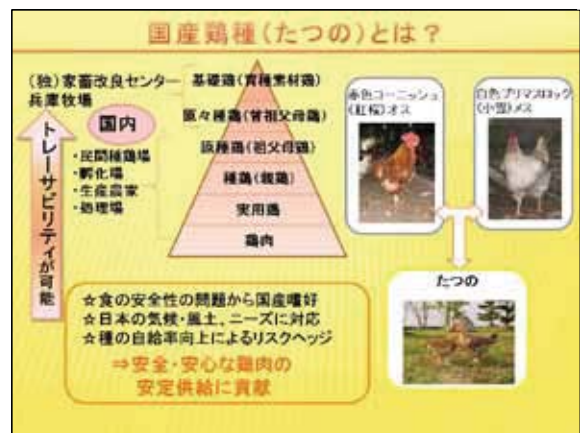 国産鶏種(たつの)とは?
(独)家畜改良センター
兵庫牧場
国内
・民間種鶏場
・孵化場
・生産農家
・処理場
トレーサビリティが可能
基礎鶏(育種素材鶏)
原々種鶏(曽祖父母鶏)
原種鶏(祖父母鶏)
種鶏(親鶏)
実用鶏
鶏肉
赤色コーニッシュ
(紅桜)オス
白色プリマスロック
(小雪)メス
たつの
☆食の安全性の問題から国産嗜好
☆日本の気候・風土、ニーズに対応
☆種の自給率向上によるリスクヘッジ
⇒安全・安心な鶏肉の
安定供給に貢献